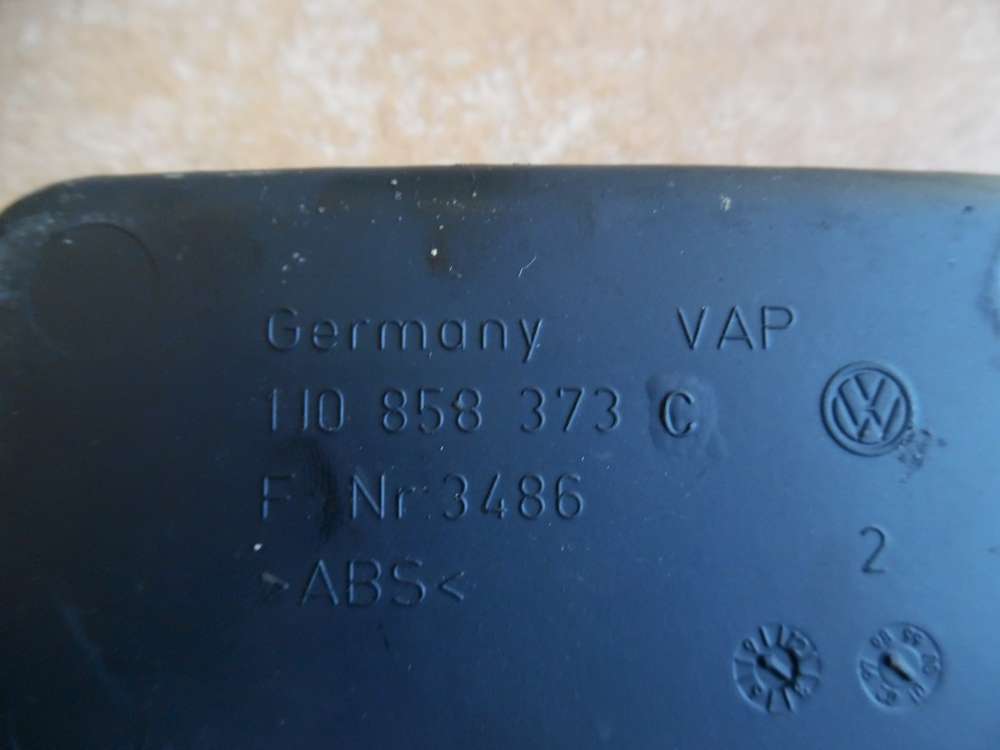 Germany VAP
1J0 858 373 C
F. Nr.3486
>ABS<
2